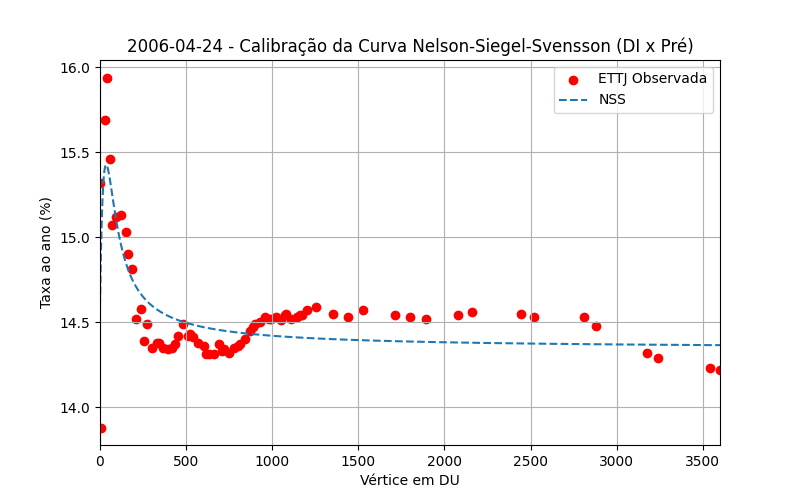 2006-04-24 - Calibração da Curva Nelson-Siegel-Svensson (DI x Pré)
ETTJ Observada
NSS
Taxa ao ano (%)
16.0
15.5
15.0
14.5
14.0
0 500 1000 1500 2000 2500 3000 3500
Vértice em DU